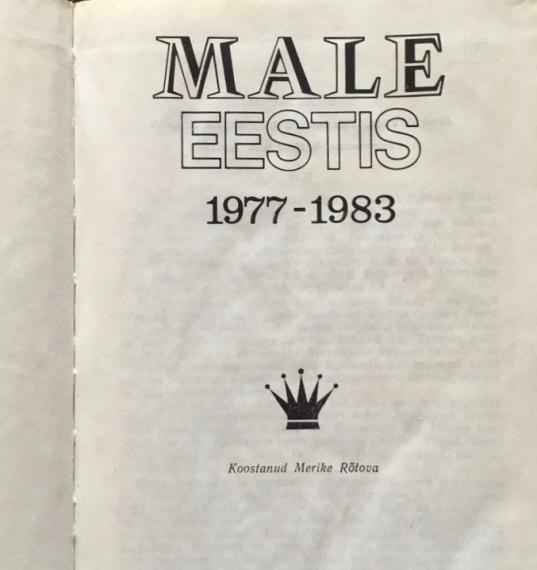 MALE
EESTIS
1977-1983
Koostanud Merike Rõtova